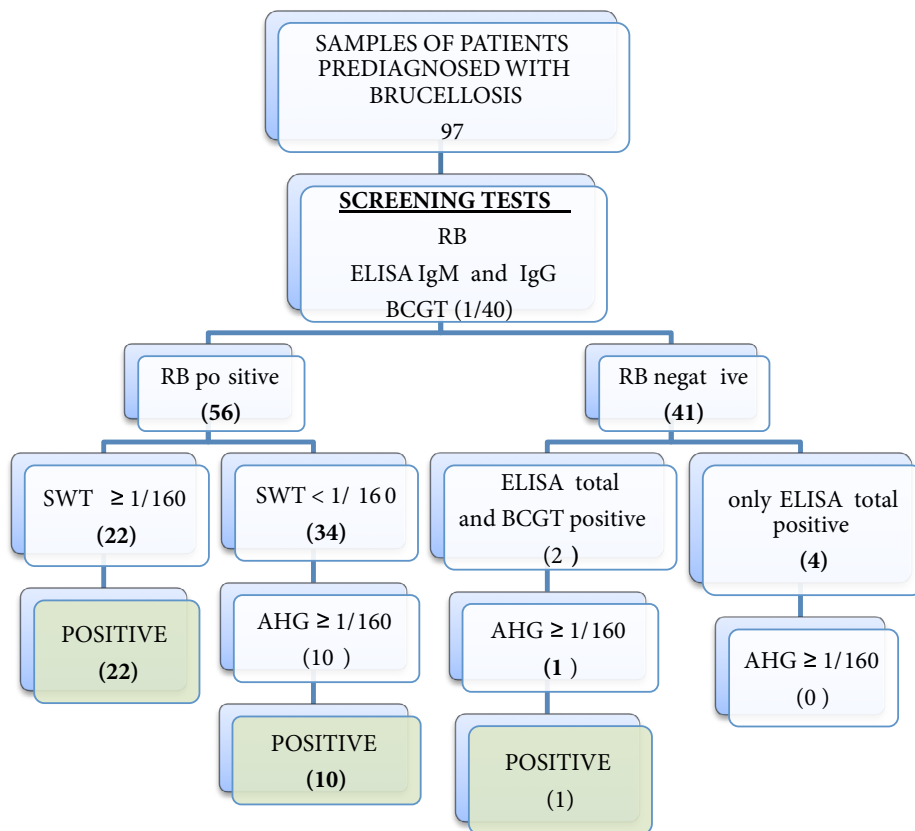 SAMPLES OF PATIENTS
PREDIAGNOSED WITH
BRUCELLOSIS
97
SCREENING TESTS
RB
ELISA IgM and IgG
BCGT (1/40)
RB po sitive
(56)
RB negat ive
(41)
SWT ≥ 1/160
(22)
SWT < 1/ 16 0
(34)
ELISA total
and BCGT positive
(2 )
only ELISA total
positive
(4)
POSITIVE
(22)
AHG ≥ 1/160
(10 )
AHG ≥ 1/160
(1 )
AHG ≥ 1/160
(0 )
POSITIVE
(10)
POSITIVE
(1)